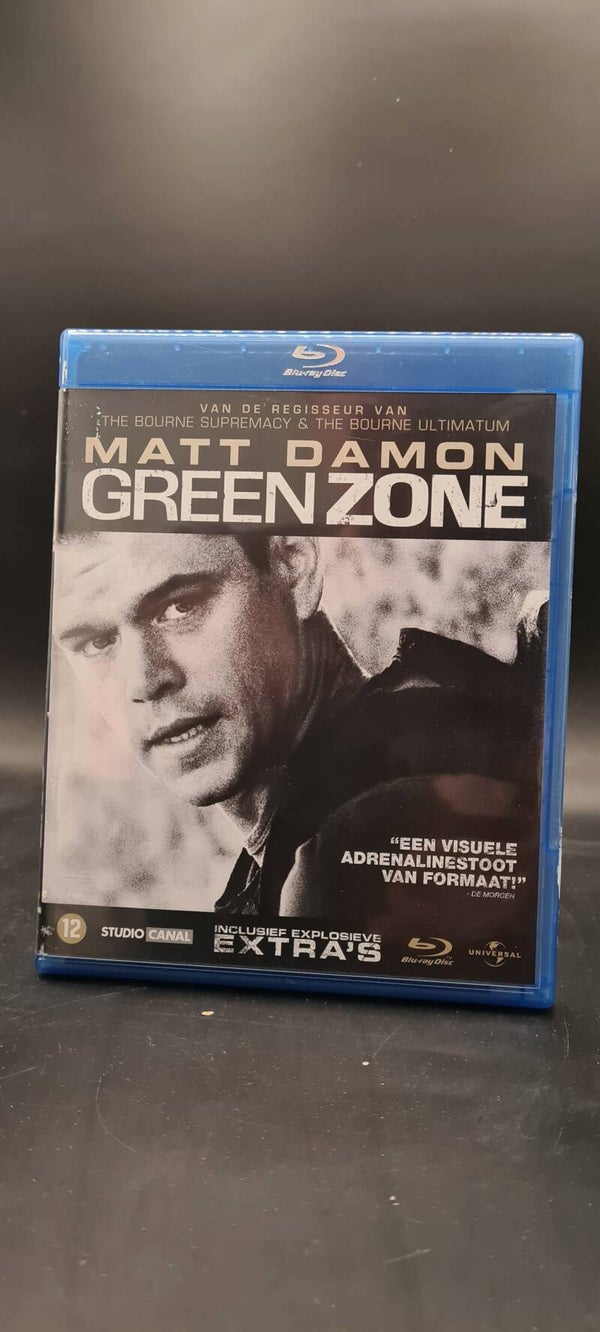 Blu-ray Disc
VAN DE REGISSEUR VAN
THE BOURNE SUPREMACY & THE BOURNE ULTIMATUM
MATT DAMON
GREEN ZONE
“EEN VISUELE
ADRENALINESTOOT
VAN FORMAAT!”
- DE MORGEN
12
STUDIO CANAL
INCLUSIEF EXPLOSIEVE
EXTRA'S
Blu-ray Disc
UNIVERSAL